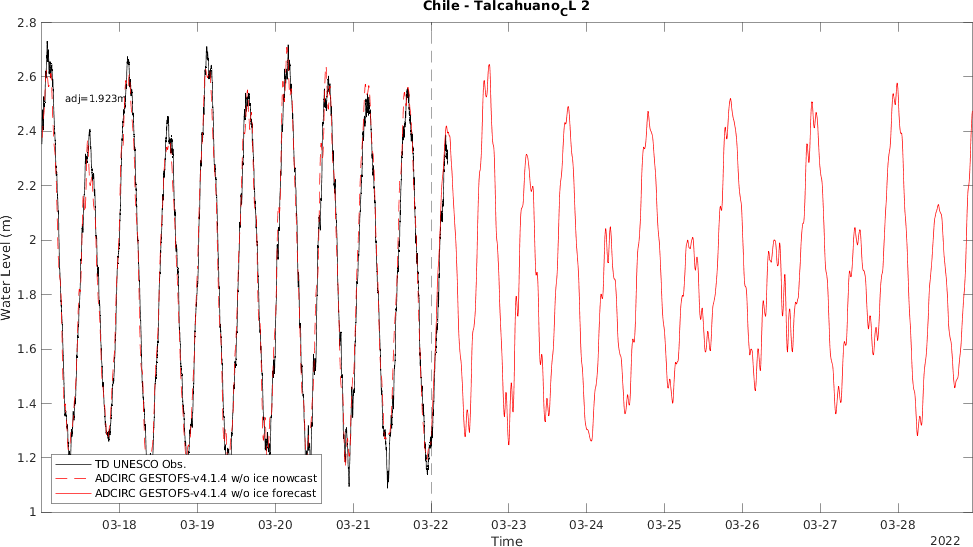 Chile - Talcahuano_CL 2
2.8
2.6
2.4
2.2
2
1.8
1.6
1.4
1.2
1
Water Level (m)
adj=1.923m
TD UNESCO Obs.
ADCIRC GESTOFS-v4.1.4 w/o ice nowcast
ADCIRC GESTOFS-v4.1.4 w/o ice forecast
03-18 03-19 03-20 03-21 03-22 03-23 03-24 03-25 03-26 03-27 03-28
Time
2022